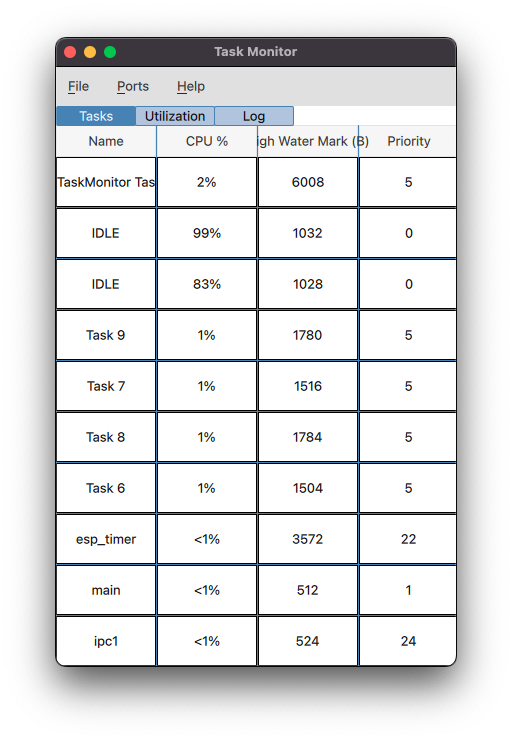 Task Monitor
File Ports Help
Tasks Utilization Log
Name CPU % igh Water Mark (B) Priority
TaskMonitor Tas 2% 6008 5
IDLE 99% 1032 0
IDLE 83% 1028 0
Task 9 1% 1780 5
Task 7 1% 1516 5
Task 8 1% 1784 5
Task 6 1% 1504 5
esp_timer <1% 3572 22
main <1% 512 1
ipc1 <1% 524 24